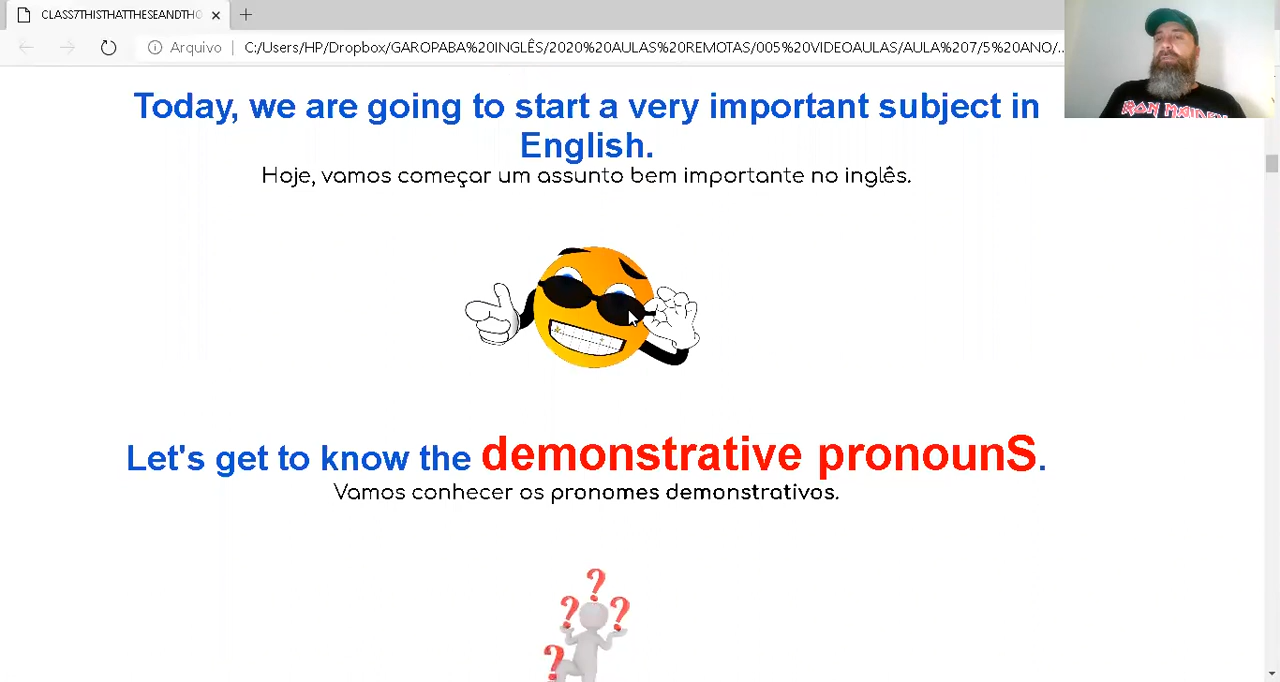 CLASS7THISTHATTHESEANDTHO
Arquivo
C:/Users/HP/Dropbox/GAROPABA%20INGLÊS/2020%20AULAS%20REMOTAS/005%20VIDEOAULAS/AULA%207/5%20ANO/...
IRON MAIDEN
Today, we are going to start a very important subject in
English.
Hoje, vamos começar um assunto bem importante no inglês.
Let's get to know the demonstrative pronounS.
Vamos conhecer os pronomes demonstrativos.
? ? ?
?